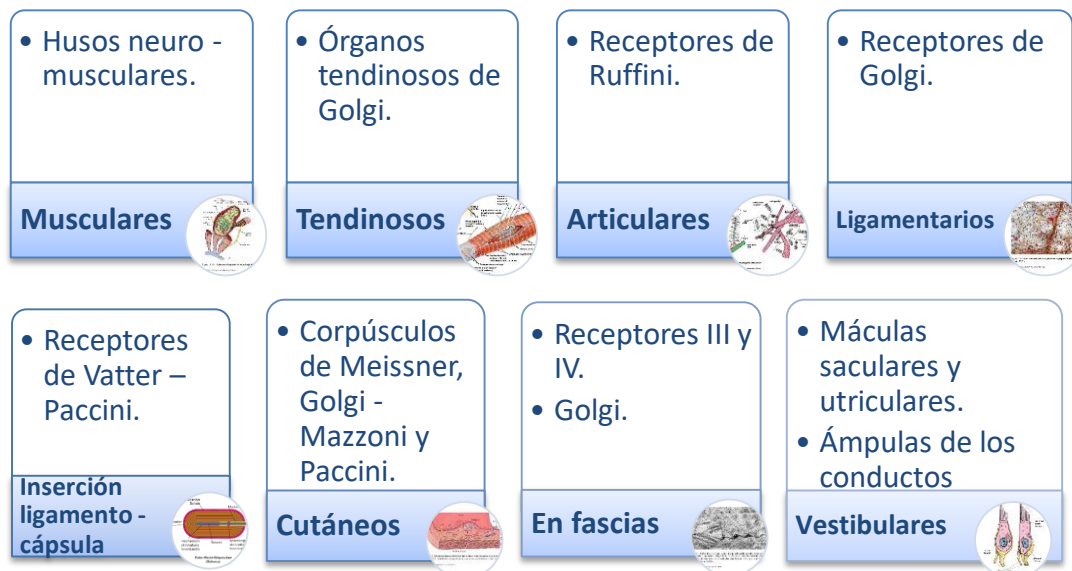 • Husos neuro -
musculares.
Musculares
• Órganos
tendinosos de
Golgi.
Tendinosos
• Receptores de
Ruffini.
Articulares
• Receptores de
Golgi.
Ligamentarios
• Receptores
de Vatter –
Paccini.
Inserción
ligamento -
cápsula
• Corpúsculos
de Meissner,
Golgi -
Mazzoni y
Paccini.
Cutáneos
• Receptores III y
IV.
• Golgi.
En fascias
• Máculas
saculares y
utriculares.
• Ámpulas de los
conductos
Vestibulares